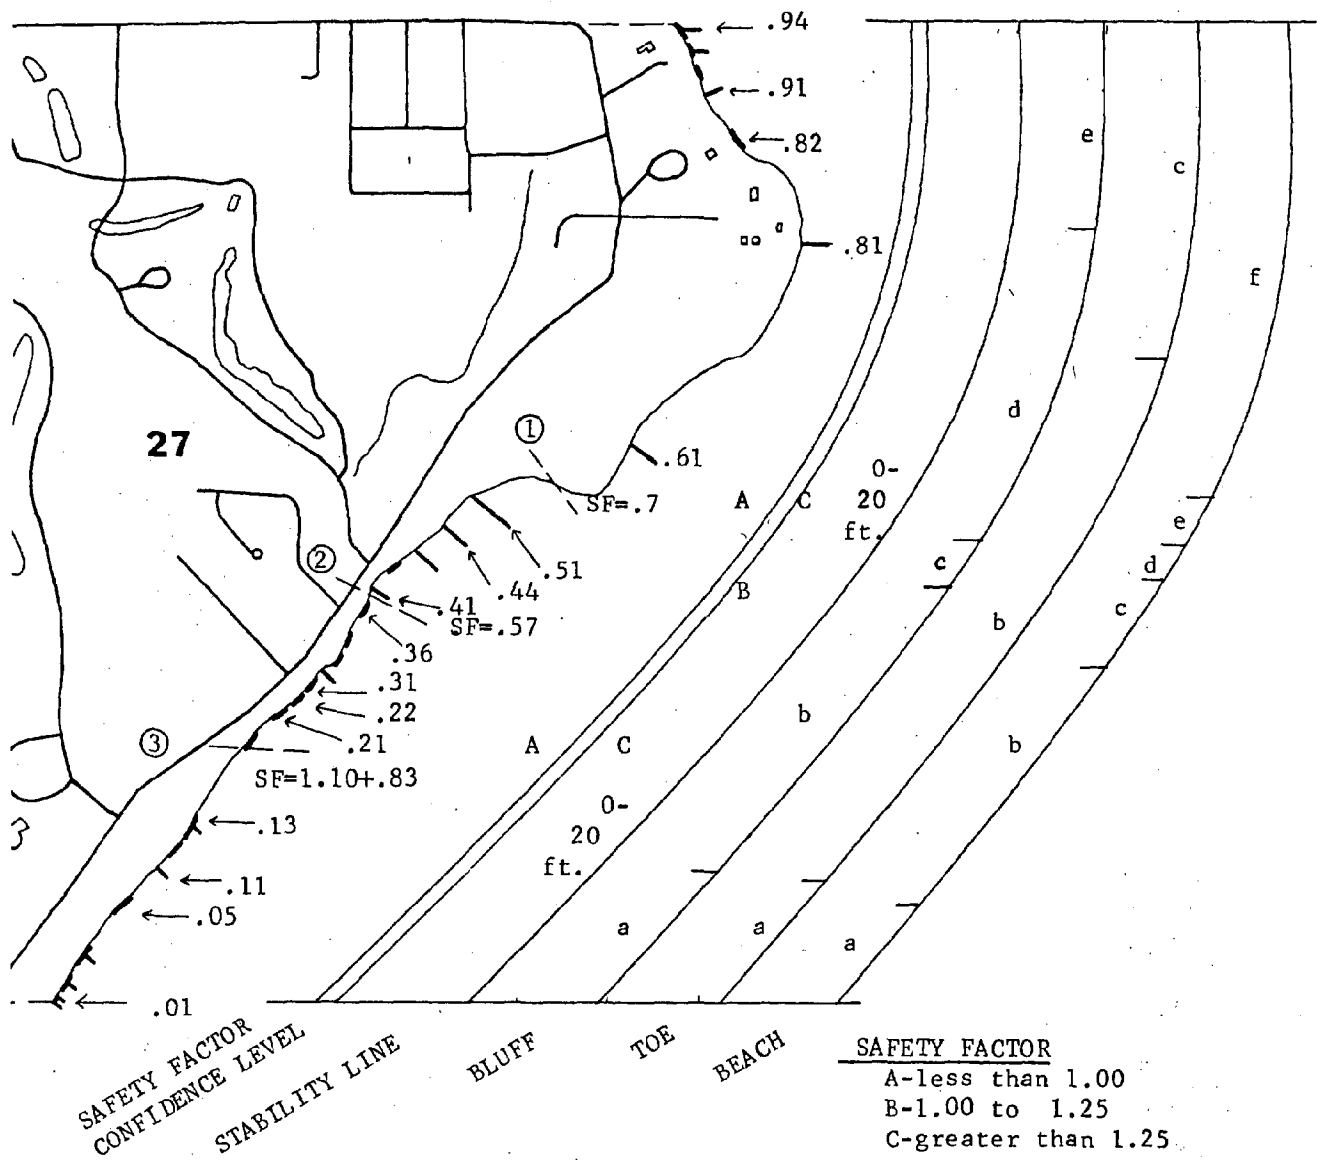 .94
.91
.82
e
c
.81
f
d
1
27
.61
0-
A
C
20
SF=.7
ft.
e
2
c
d
.51
.44
B
.41
c
SF=.57
b
.36
.31
.22
b
3
.21
A
C
b
SF=1.10+.83
0-
.13
20
ft.
.11
.05
a
a
a
.01
SAFETY FACTOR
CONFIDENCE LEVEL
STABILITY LINE
BLUFF
TOE
BEACH
SAFETY FACTOR
A-less than 1.00
B-1.00 to 1.25
C-greater than 1.25